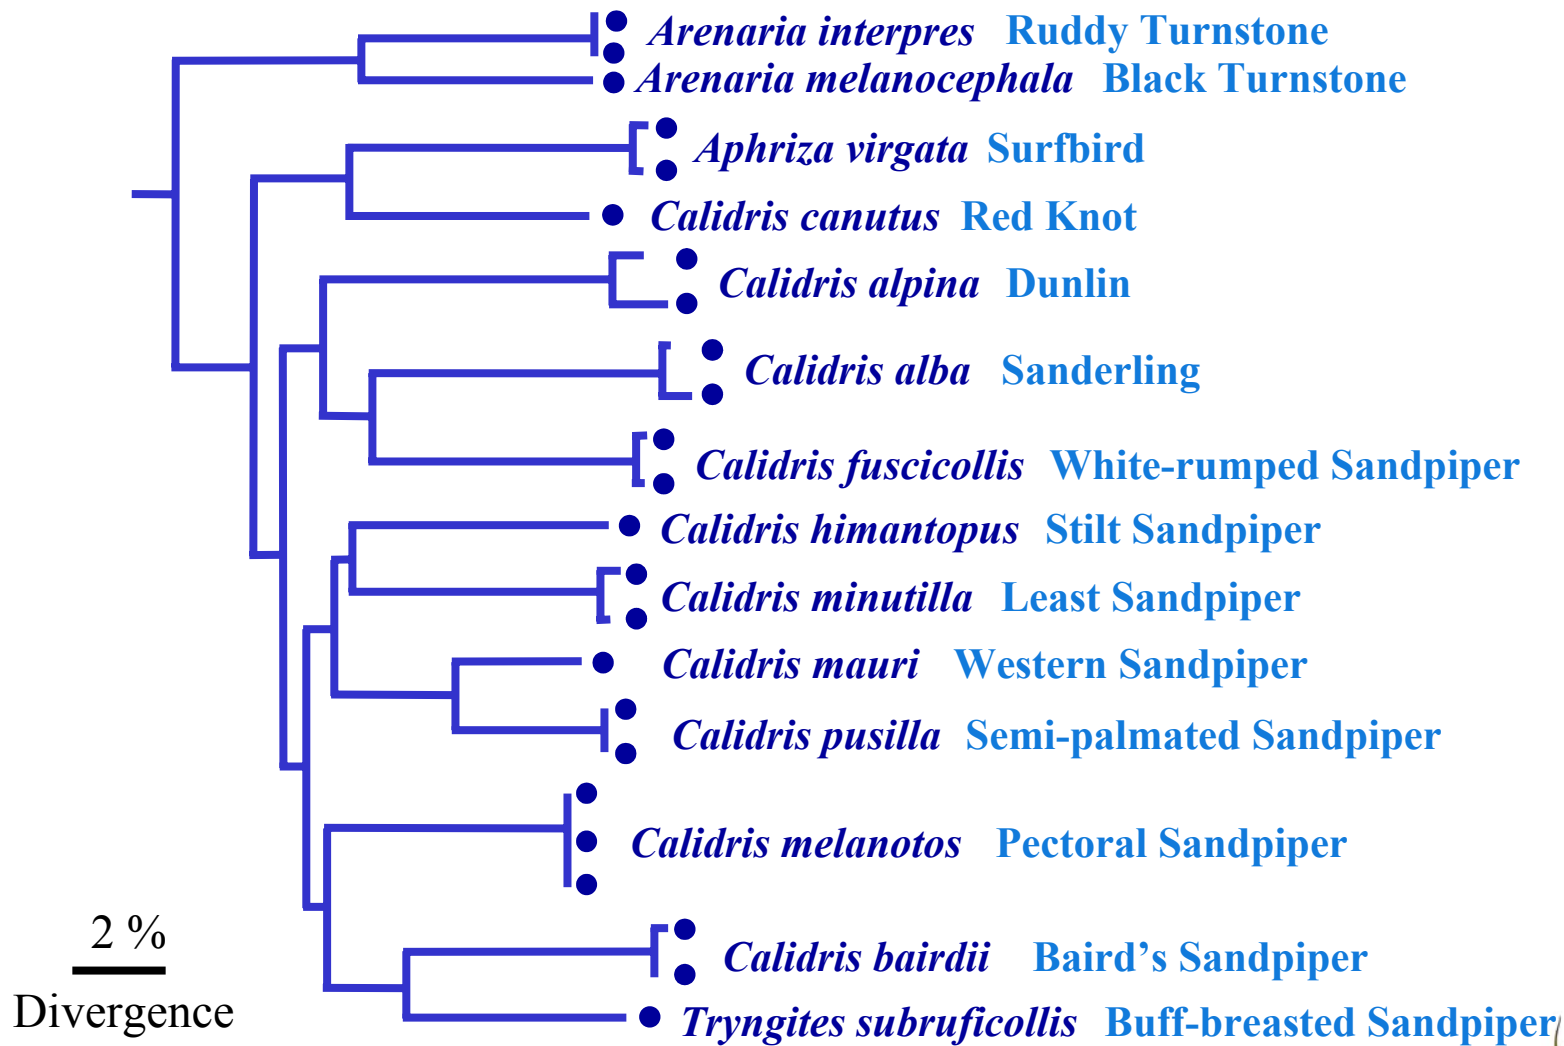 Arenaria interpres Ruddy Turnstone
Arenaria melanocephala Black Turnstone
Aphriza virgata Surfbird
Calidris canutus Red Knot
Calidris alpina Dunlin
Calidris alba Sanderling
Calidris fuscicollis White-rumped Sandpiper
Calidris himantopus Stilt Sandpiper
Calidris minutilla Least Sandpiper
Calidris mauri Western Sandpiper
Calidris pusilla Semi-palmated Sandpiper
Calidris melanotos Pectoral Sandpiper
Calidris bairdii Baird’s Sandpiper
Tryngites subruficollis Buff-breasted Sandpiper
2 %
Divergence